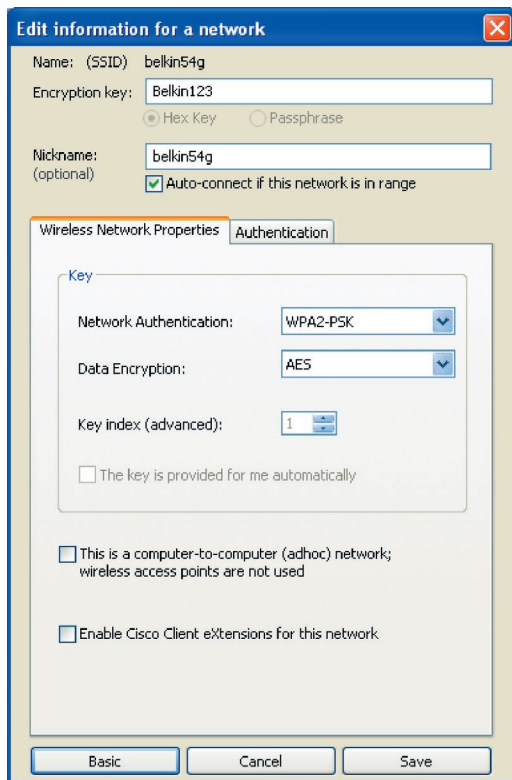 Edit information for a network
Name: (SSID) belkin54g
Encryption key: Belkin123
Hex Key Passphrase
Nickname: belkin54g
(optional)
Auto-connect if this network is in range
Wireless Network Properties Authentication
Key
Network Authentication: WPA2-PSK
Data Encryption: AES
Key index (advanced): 1
The key is provided for me automatically
This is a computer-to-computer (adhoc) network;
wireless access points are not used
Enable Cisco Client eXtensions for this network
Basic Cancel Save